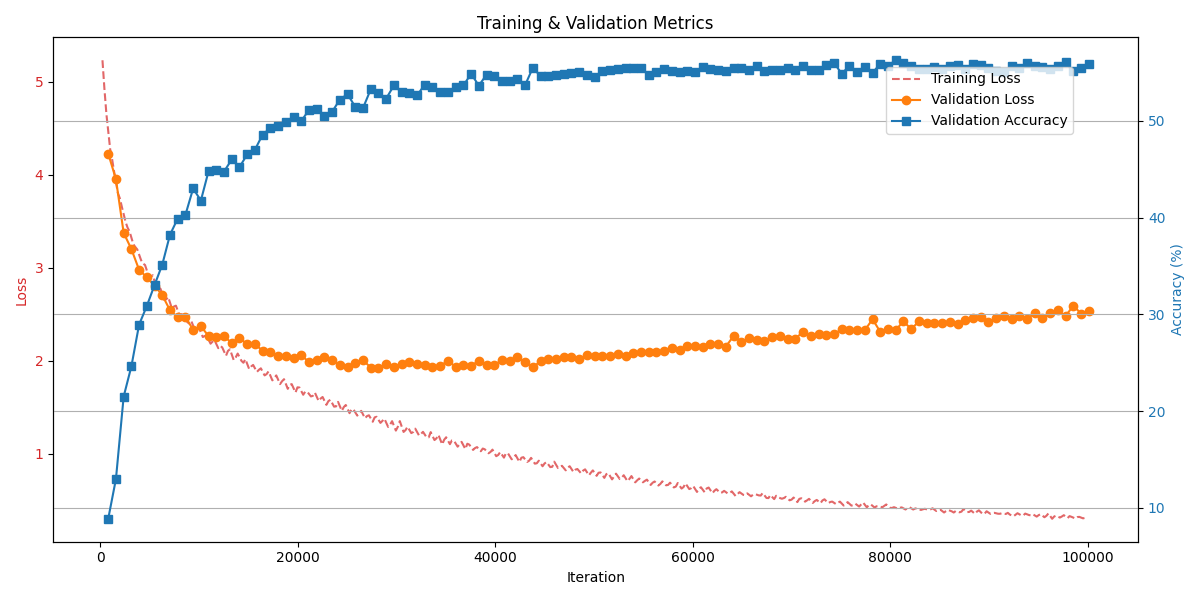 Training & Validation Metrics
Training Loss
Validation Loss
Validation Accuracy
5
4
3
2
1
Loss
50
40
30
20
10
Accuracy (%)
0
20000
40000
60000
80000
100000
Iteration